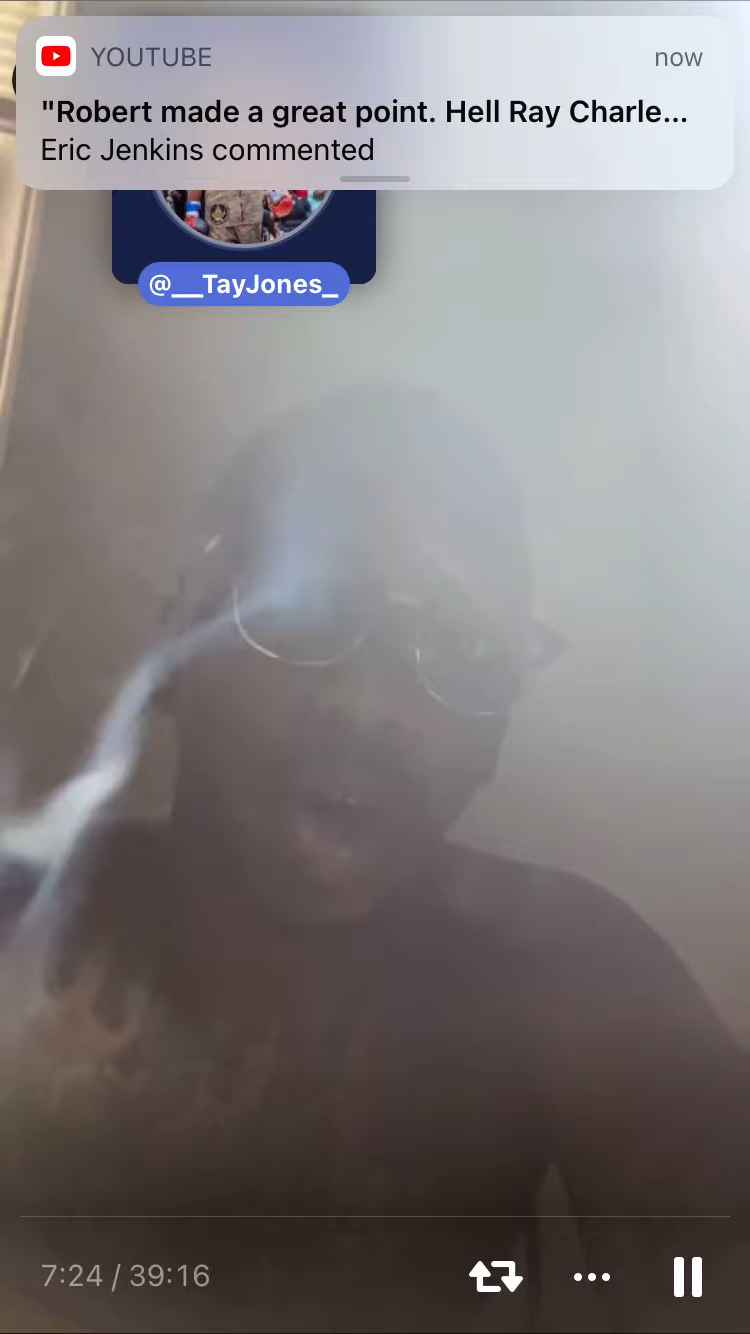 YOUTUBE
now
"Robert made a great point. Hell Ray Charle...
Eric Jenkins commented
@__TayJones_
7:24 / 39:16